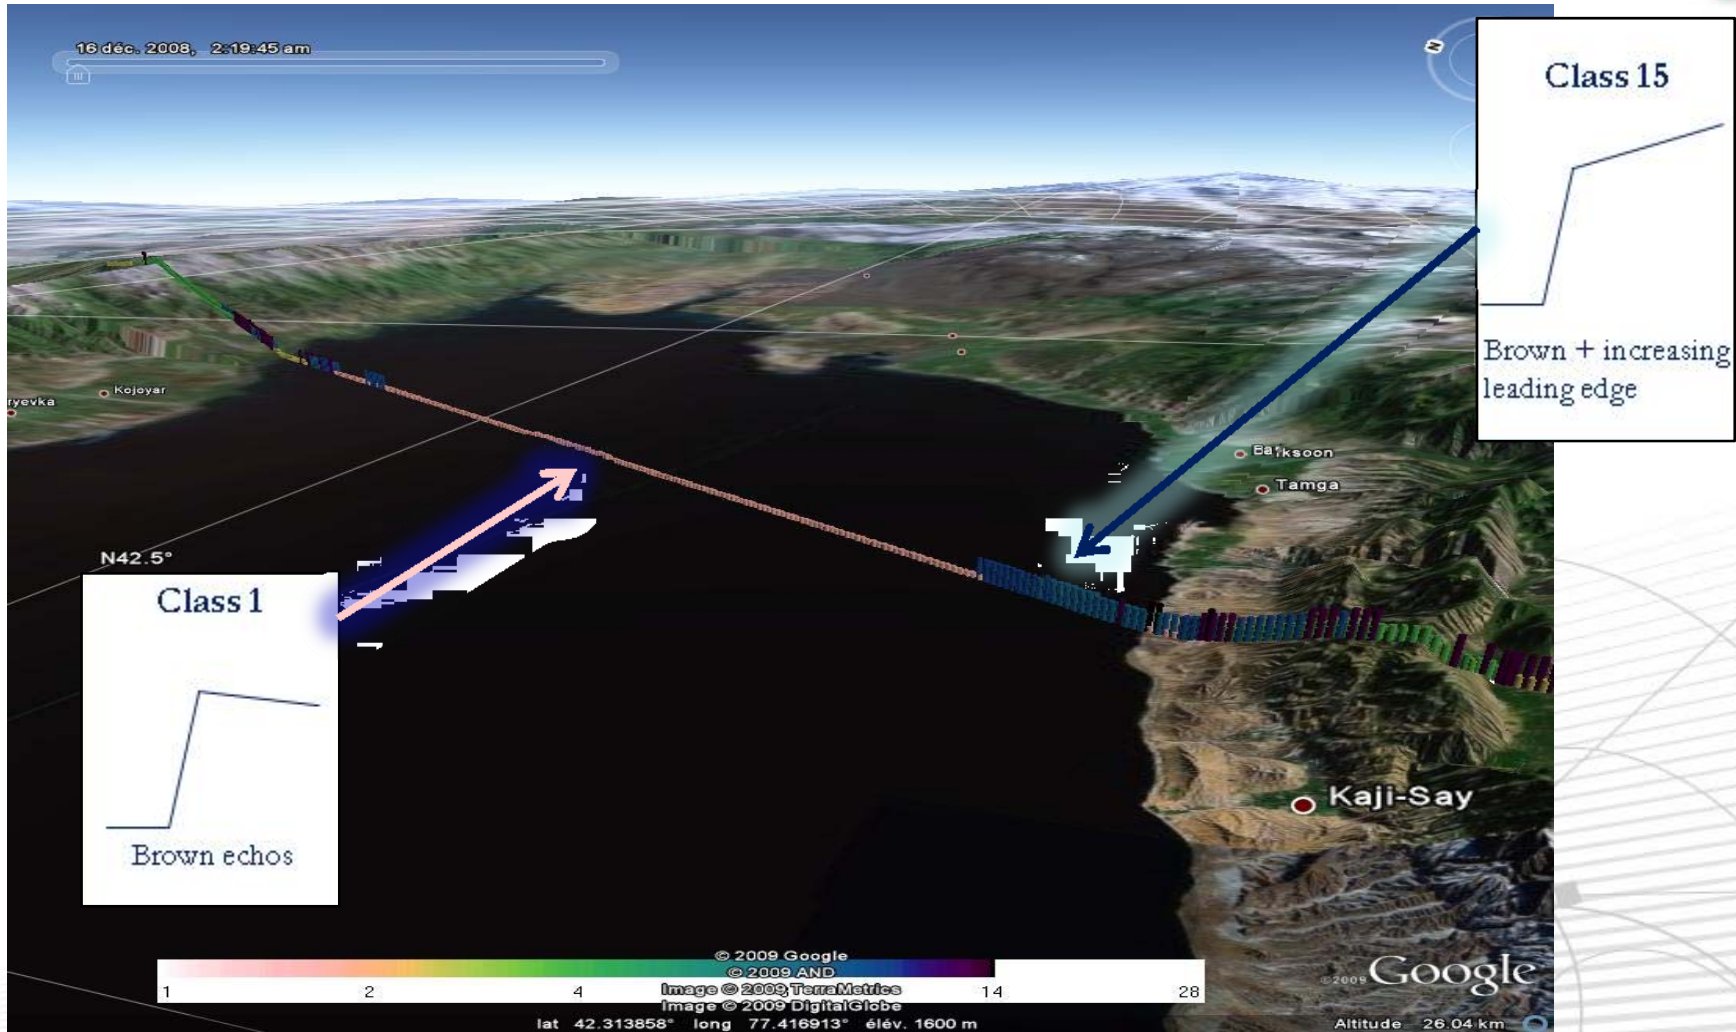 16 déc. 2008, 2:19:45 am
N
Class 15
Brown + increasing
leading edge
Kojoyar
ryevka
ksoon
Tamga
N42.5°
Class 1
Brown echos
Kaji-Say
© 2009 Google
© 2009 AND
Image © 2009 TerraMetrics
Image © 2009 DigitalGlobe
1 2 4 14 28
©2009 Google
lat 42.313858° long 77.416913° élév. 1600 m
Altitude 26.04 km